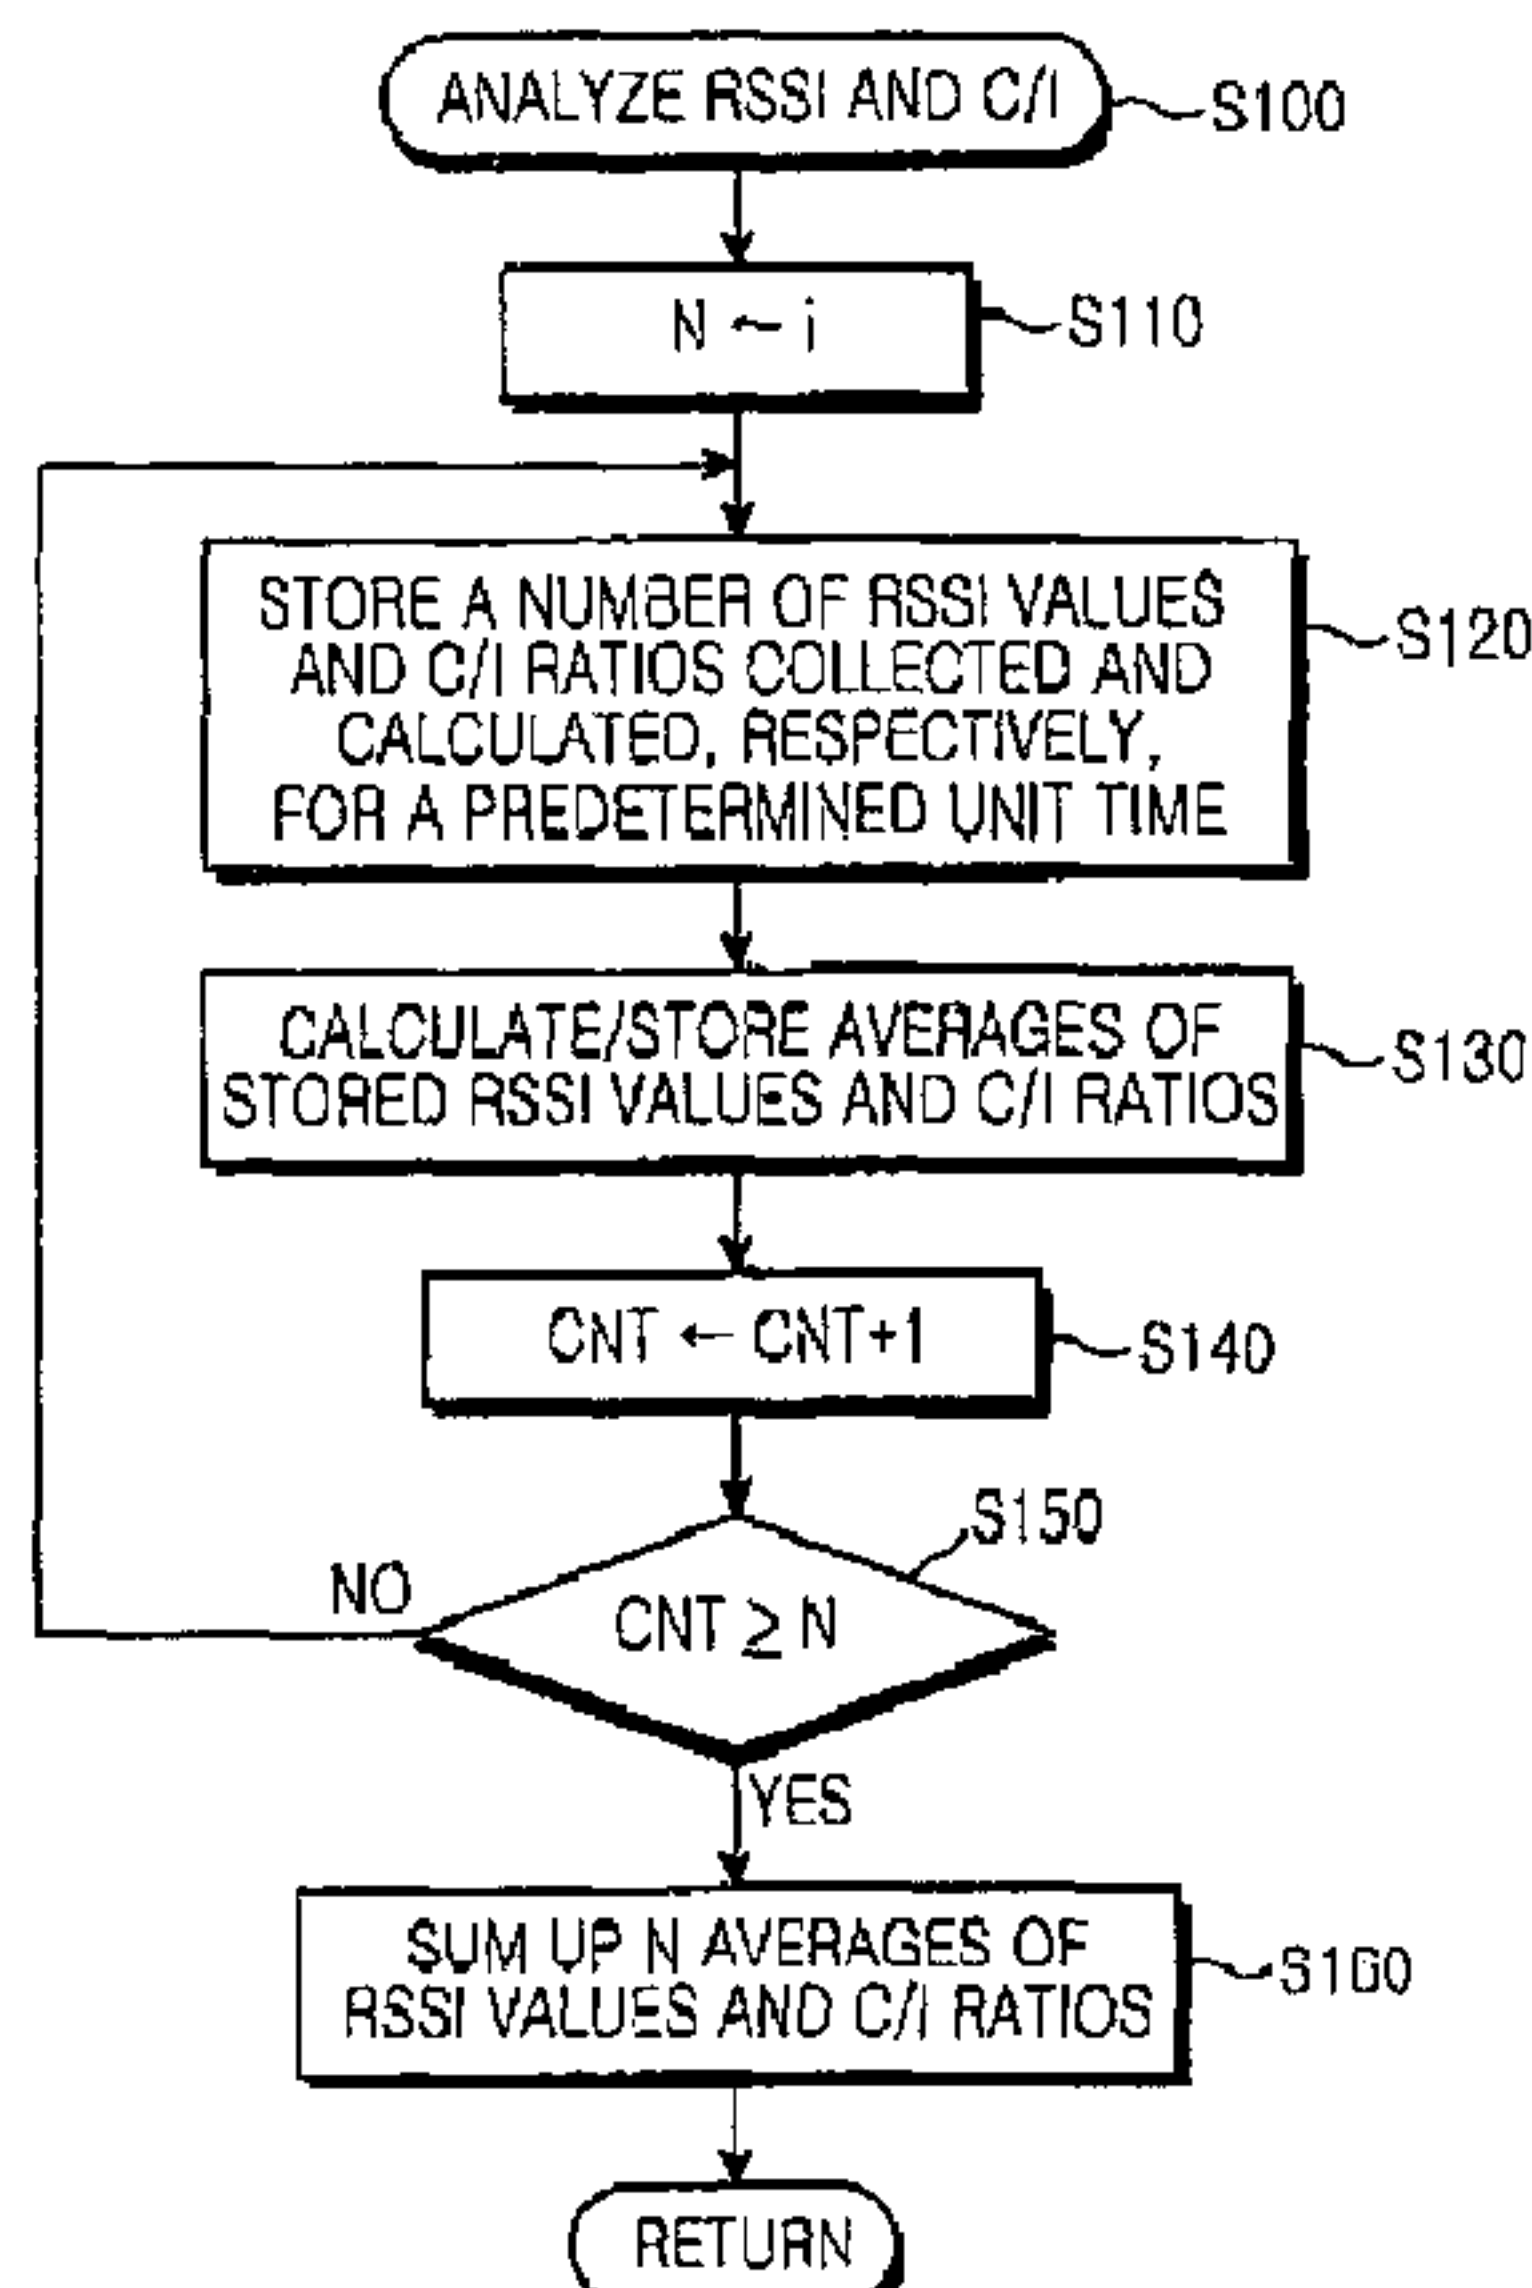 ANALYZE RSSI AND C/I
S100
N ← i
S110
STORE A NUMBER OF RSSI VALUES
AND C/I RATIOS COLLECTED AND
CALCULATED, RESPECTIVELY,
FOR A PREDETERMINED UNIT TIME
S120
CALCULATE/STORE AVERAGES OF
STORED RSSI VALUES AND C/I RATIOS
S130
CNT ← CNT+1
S140
S150
NO
CNT ≥ N
YES
SUM UP N AVERAGES OF
RSSI VALUES AND C/I RATIOS
S160
RETURN